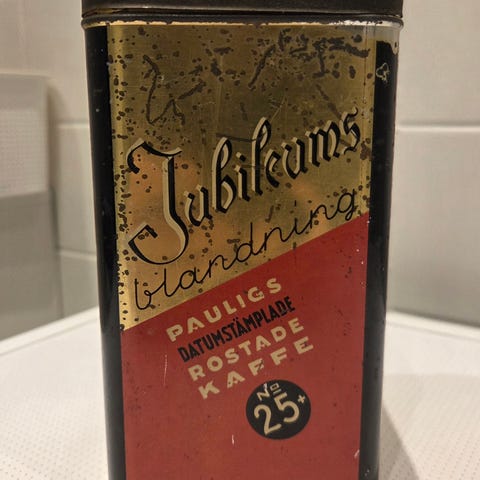 Jubileums
blandning
PAULIGS
DATUMSTÄMPLADE
ROSTADE
KAFFE
No
25+